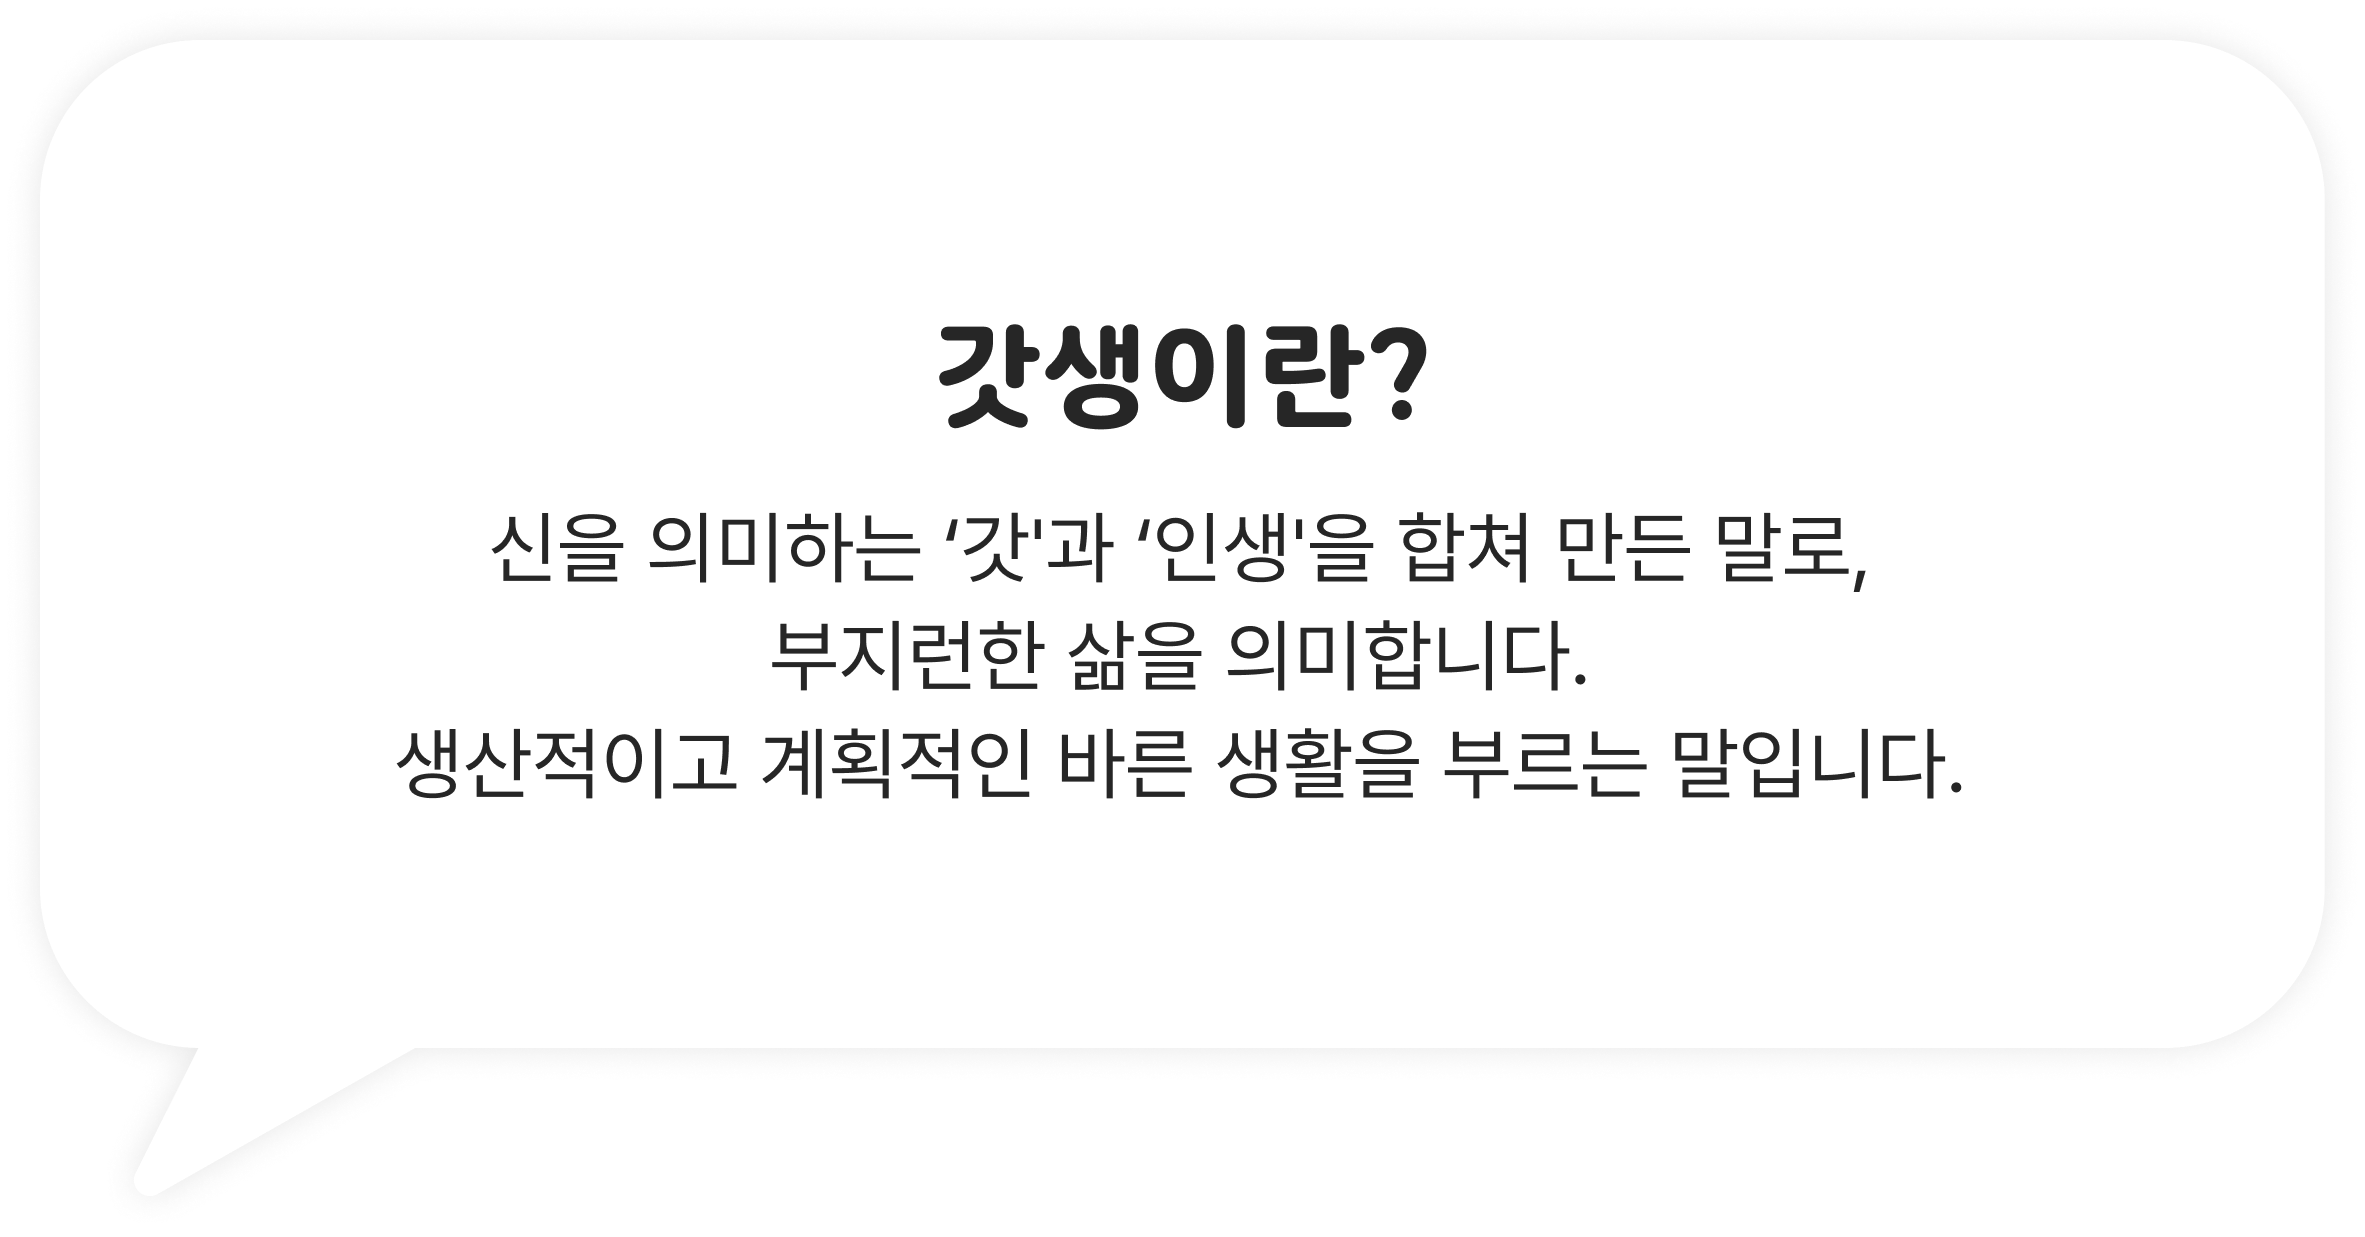 갓생이란?
신을 의미하는 ‘갓'과 ‘인생'을 합쳐 만든 말로,
부지런한 삶을 의미합니다.
생산적이고 계획적인 바른 생활을 부르는 말입니다.